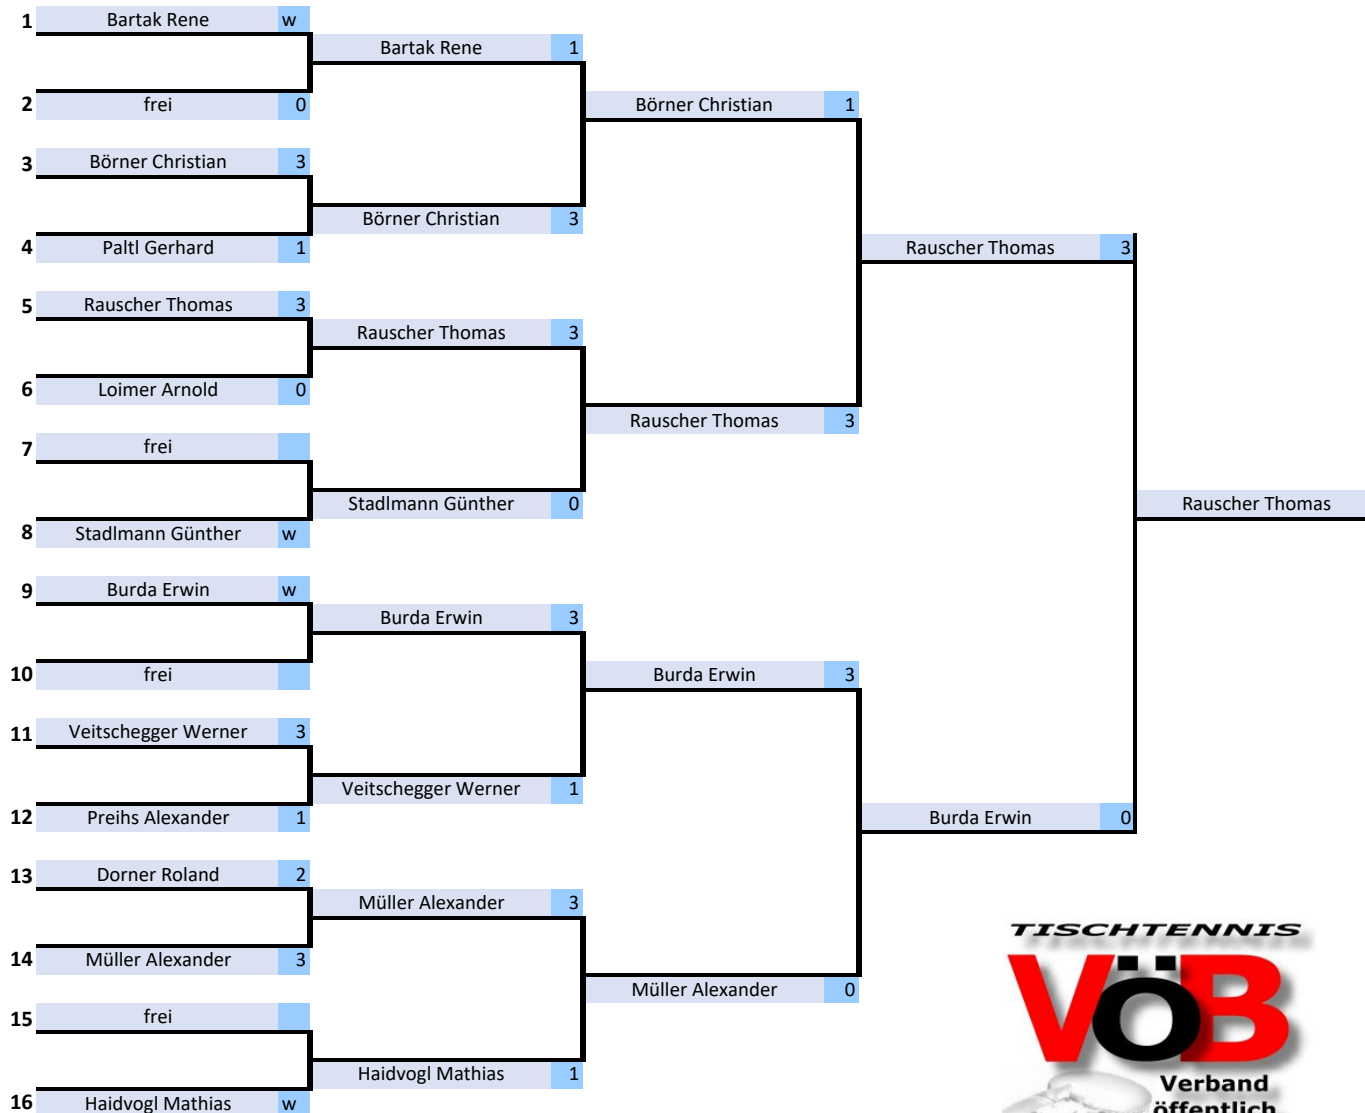 1 Bartak Rene w
2 frei 0
3 Börner Christian 3
4 Paltl Gerhard 1
5 Rauscher Thomas 3
6 Loimer Arnold 0
7 frei
8 Stadlmann Günther w
9 Burda Erwin w
10 frei
11 Veitschegger Werner 3
12 Preihs Alexander 1
13 Dorner Roland 2
14 Müller Alexander 3
15 frei
16 Haidvogl Mathias w
Bartak Rene 1
Börner Christian 3
Rauscher Thomas 3
Stadlmann Günther 0
Burda Erwin 3
Veitschegger Werner 1
Müller Alexander 3
Haidvogl Mathias 1
Börner Christian 1
Rauscher Thomas 3
Burda Erwin 3
Müller Alexander 0
Rauscher Thomas 3
Burda Erwin 0
Rauscher Thomas
TISCHTENNIS
VöB
Verband
öffentlich